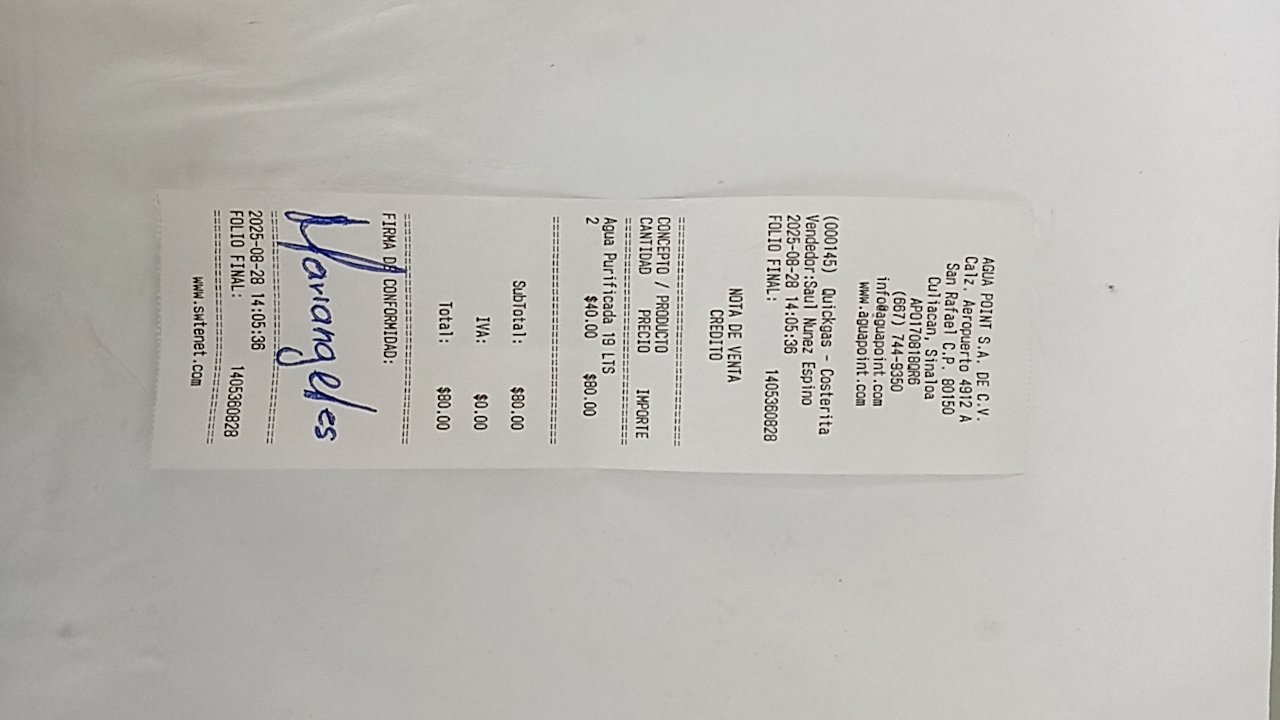 AGUA POINT S.A. DE C.V.
Calz. Aeropuerto 4912 A
San Rafael C.P. 80150
Culiacan, Sinaloa
APO170818QR6
(667) 744-9350
info@aguapoint.com
www.aguapoint.com
(000145) Quickgas - Costerita
Vendedor:Saul Nunez Espino
2025-08-28 14:05:36
FOLIO FINAL: 1405360828
NOTA DE VENTA
CREDITO
CONCEPTO / PRODUCTO
CANTIDAD PRECIO IMPORTE
Agua Purificada 19 LTS
2 $40.00 $80.00
SubTotal: $80.00
IVA: $0.00
Total: $80.00
FIRMA DE CONFORMIDAD:
Mariangeles
2025-08-28 14:05:36
FOLIO FINAL: 1405360828
www.swtenet.com